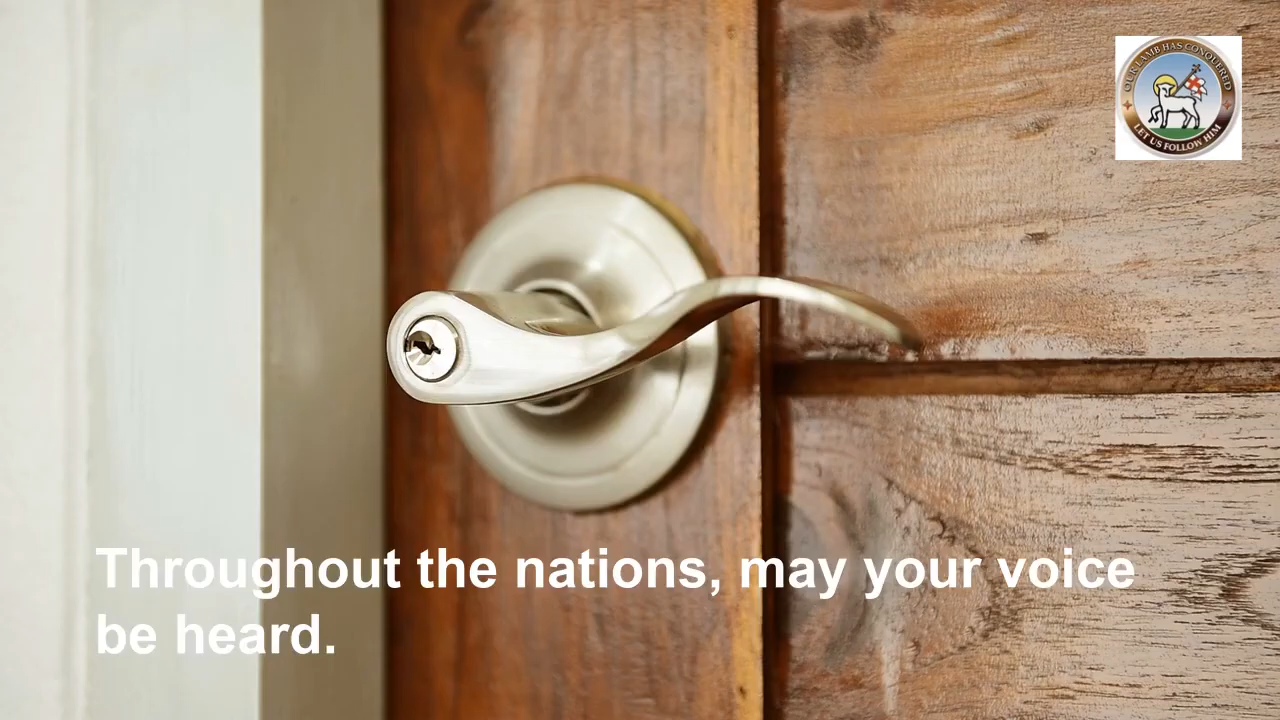 OUR LAMB HAS CONQUERED
LET US FOLLOW HIM
Throughout the nations, may your voice
be heard.